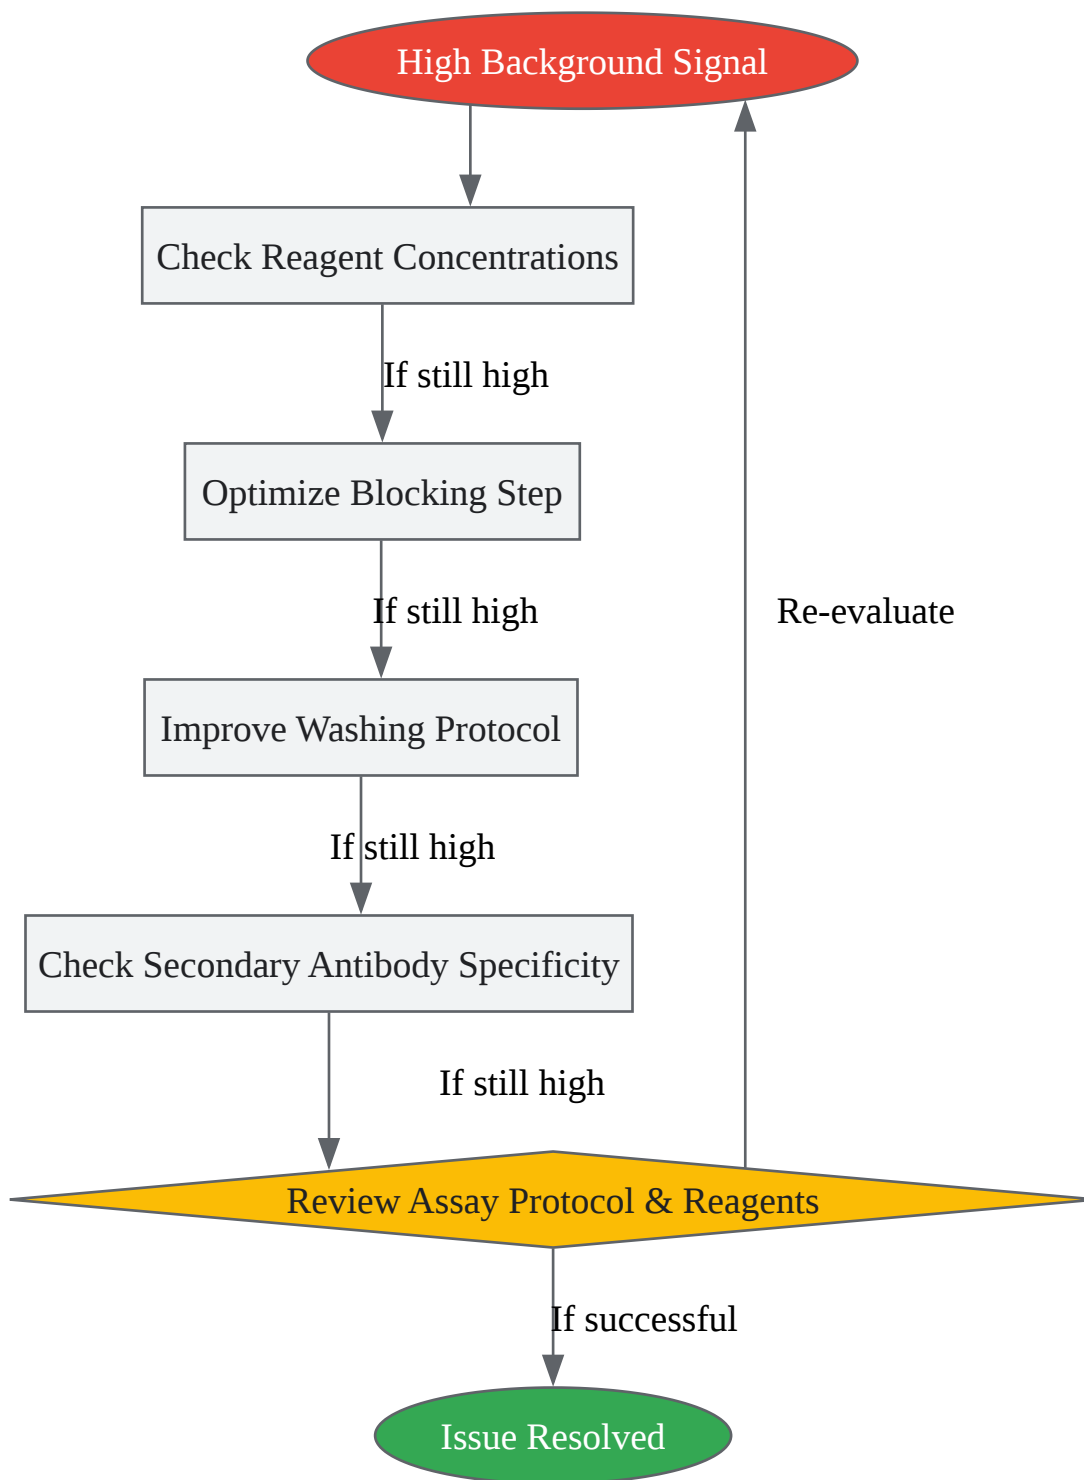 High Background Signal
Check Reagent Concentrations
If still high
Optimize Blocking Step
If still high
Re-evaluate
Improve Washing Protocol
If still high
Check Secondary Antibody Specificity
If still high
Review Assay Protocol & Reagents
If successful
Issue Resolved